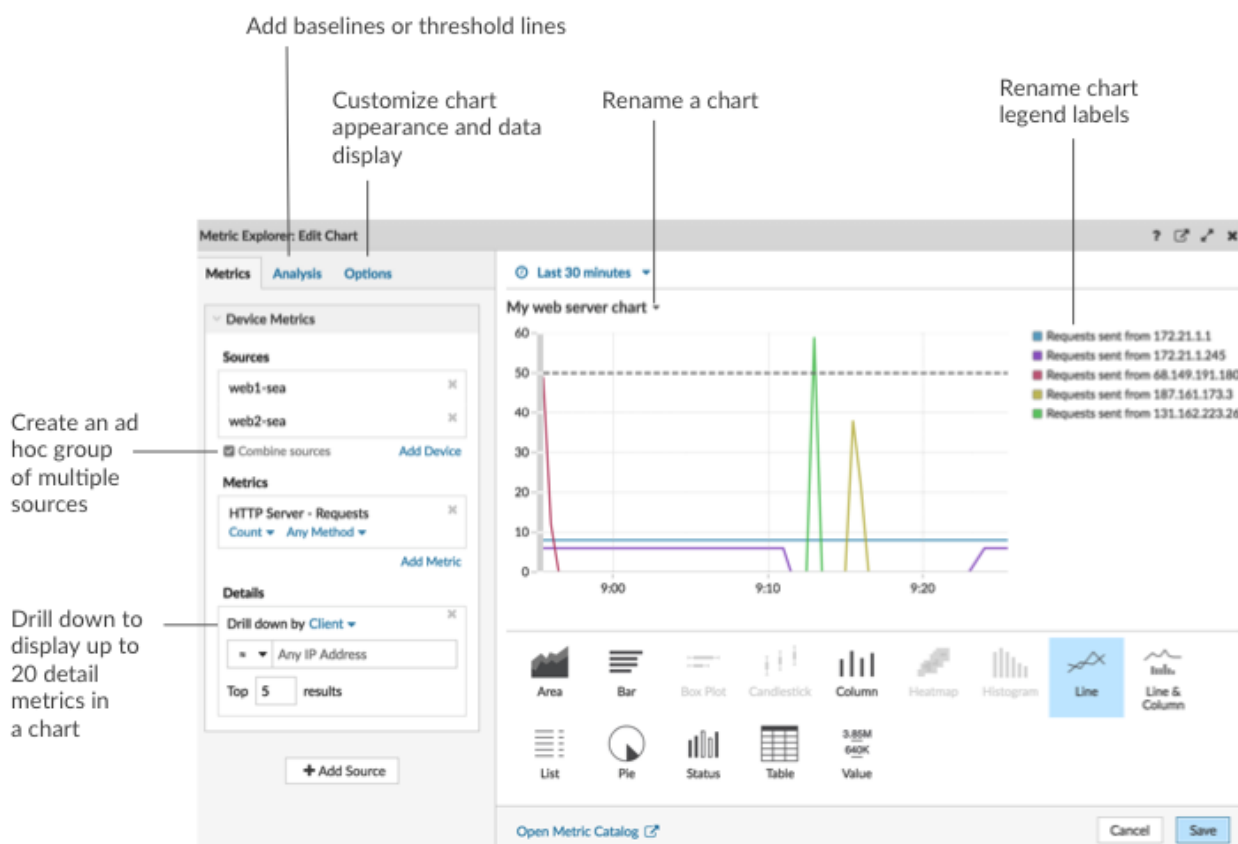 Add baselines or threshold lines
Customize chart
appearance and data
display
Rename a chart
Rename chart
legend labels
Metric Explorer: Edit Chart
?
Metrics Analysis Options
Last 30 minutes
My web server chart
Device Metrics
Sources
web1-sea
web2-sea
Combine sources Add Device
Create an ad
hoc group
of multiple
sources
Metrics
HTTP Server - Requests
Count Any Method
Add Metric
Details
Drill down by Client
= Any IP Address
Top 5 results
Drill down to
display up to
20 detail
metrics in
a chart
+ Add Source
60
50
40
30
20
10
0
9:00 9:10 9:20
Requests sent from 172.21.1.1
Requests sent from 172.21.1.245
Requests sent from 68.149.191.180
Requests sent from 187.161.173.3
Requests sent from 131.162.223.26
Area Bar Box Plot Candlestick Column Heatmap Histogram Line Line &
Column
3.85M
640K
List Pie Status Table Value
Open Metric Catalog
Cancel Save